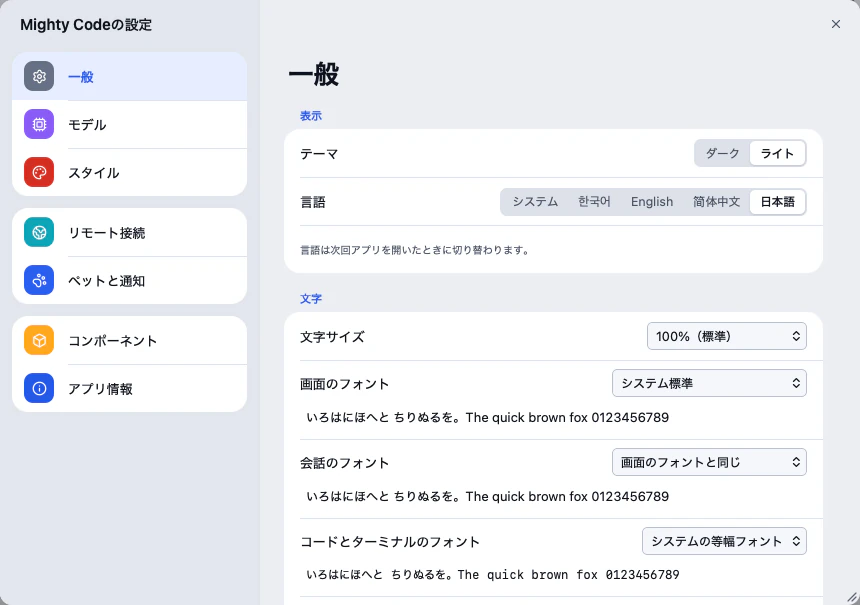 Mighty Codeの設定
一般
モデル
スタイル
リモート接続
ペットと通知
コンポーネント
アプリ情報
一般
表示
テーマ
ダーク ライト
言語
システム 한국어 English 简体中文 日本語
言語は次回アプリを開いたときに切り替わります。
文字
文字サイズ
100%（標準）
画面のフォント
システム標準
いろはにほへと ちりぬるを。The quick brown fox 0123456789
会話のフォント
画面のフォントと同じ
いろはにほへと ちりぬるを。The quick brown fox 0123456789
コードとターミナルのフォント
システムの等幅フォント
いろはにほへと ちりぬるを。The quick brown fox 0123456789